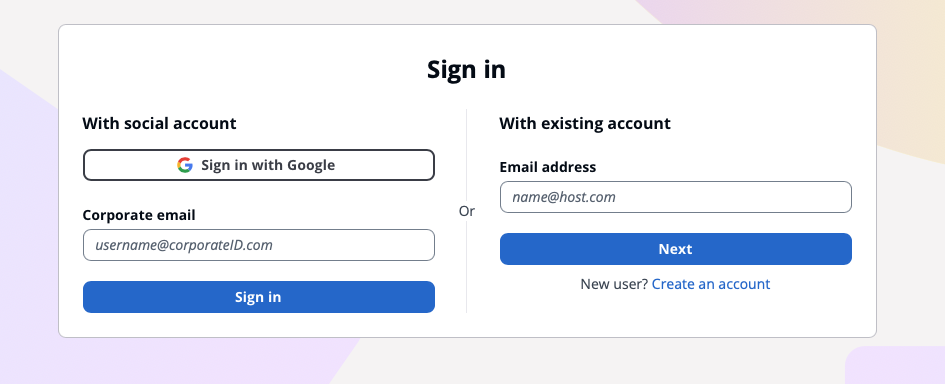 Sign in
With social account
Sign in with Google
Corporate email
username@corporateID.com
Sign in
Or
With existing account
Email address
name@host.com
Next
New user? Create an account